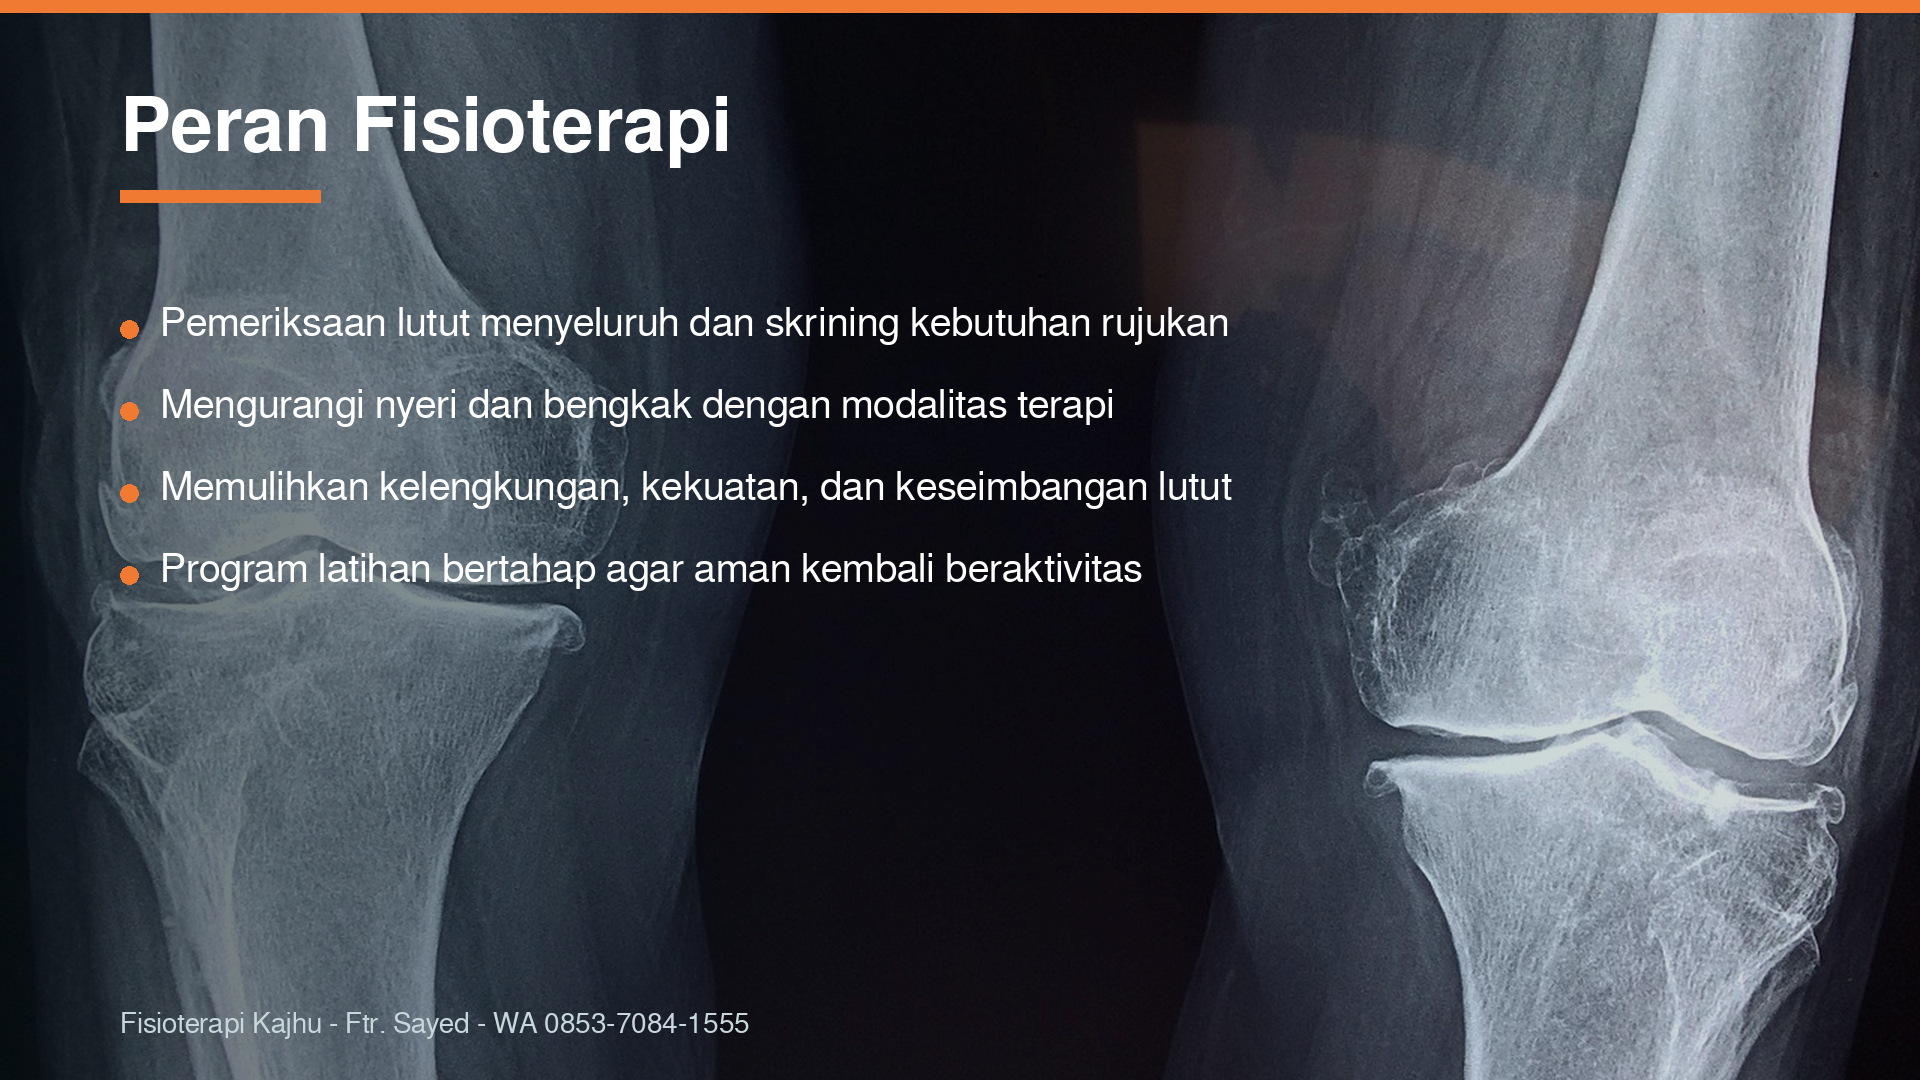 Peran Fisioterapi
Pemeriksaan lutut menyeluruh dan skrining kebutuhan rujukan
Mengurangi nyeri dan bengkak dengan modalitas terapi
Memulihkan kelengkungan, kekuatan, dan keseimbangan lutut
Program latihan bertahap agar aman kembali beraktivitas
Fisioterapi Kajhu - Ftr. Sayed - WA 0853-7084-1555